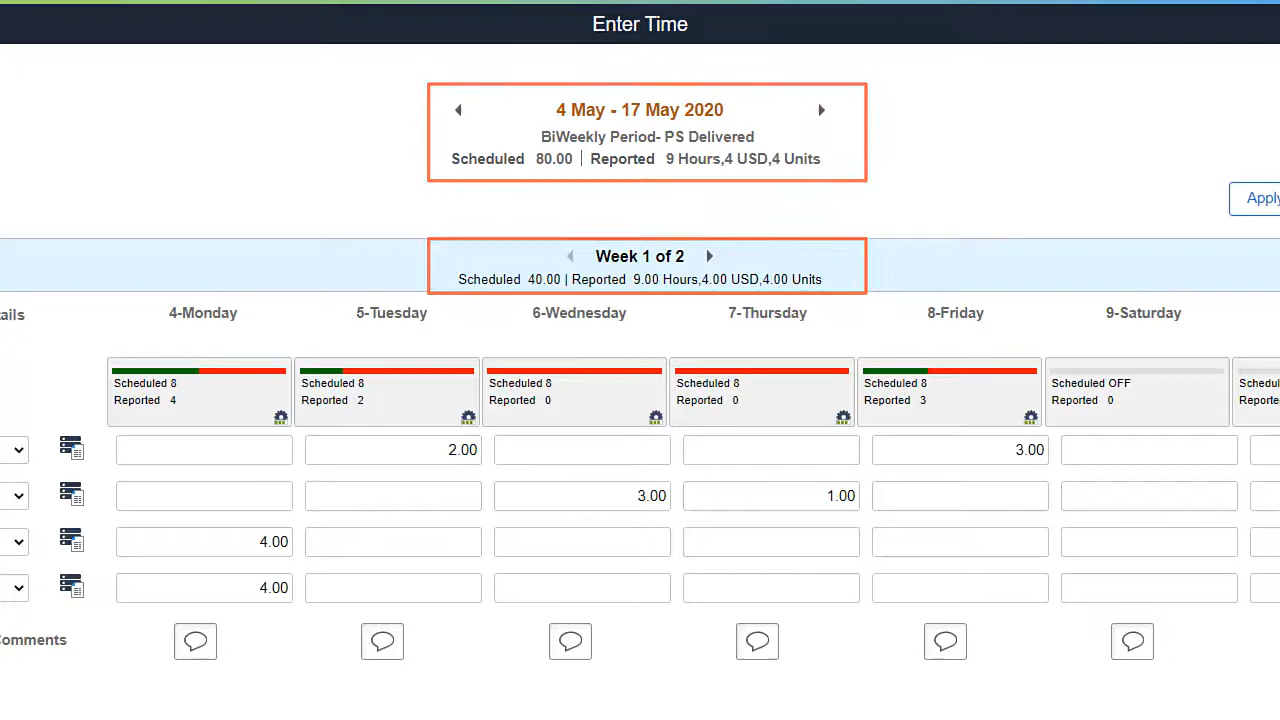 Enter Time
4 May - 17 May 2020
BiWeekly Period- PS Delivered
Scheduled 80.00 | Reported 9 Hours,4 USD,4 Units
Apply
Week 1 of 2
Scheduled 40.00 | Reported 9.00 Hours,4.00 USD,4.00 Units
ails 4-Monday 5-Tuesday 6-Wednesday 7-Thursday 8-Friday 9-Saturday
Scheduled 8 Scheduled 8 Scheduled 8 Scheduled 8 Scheduled 8 Scheduled OFF Schedu
Reported 4 Reported 2 Reported 0 Reported 0 Reported 3 Reported 0 Reporte
2.00 3.00
3.00 1.00
4.00
4.00
Comments